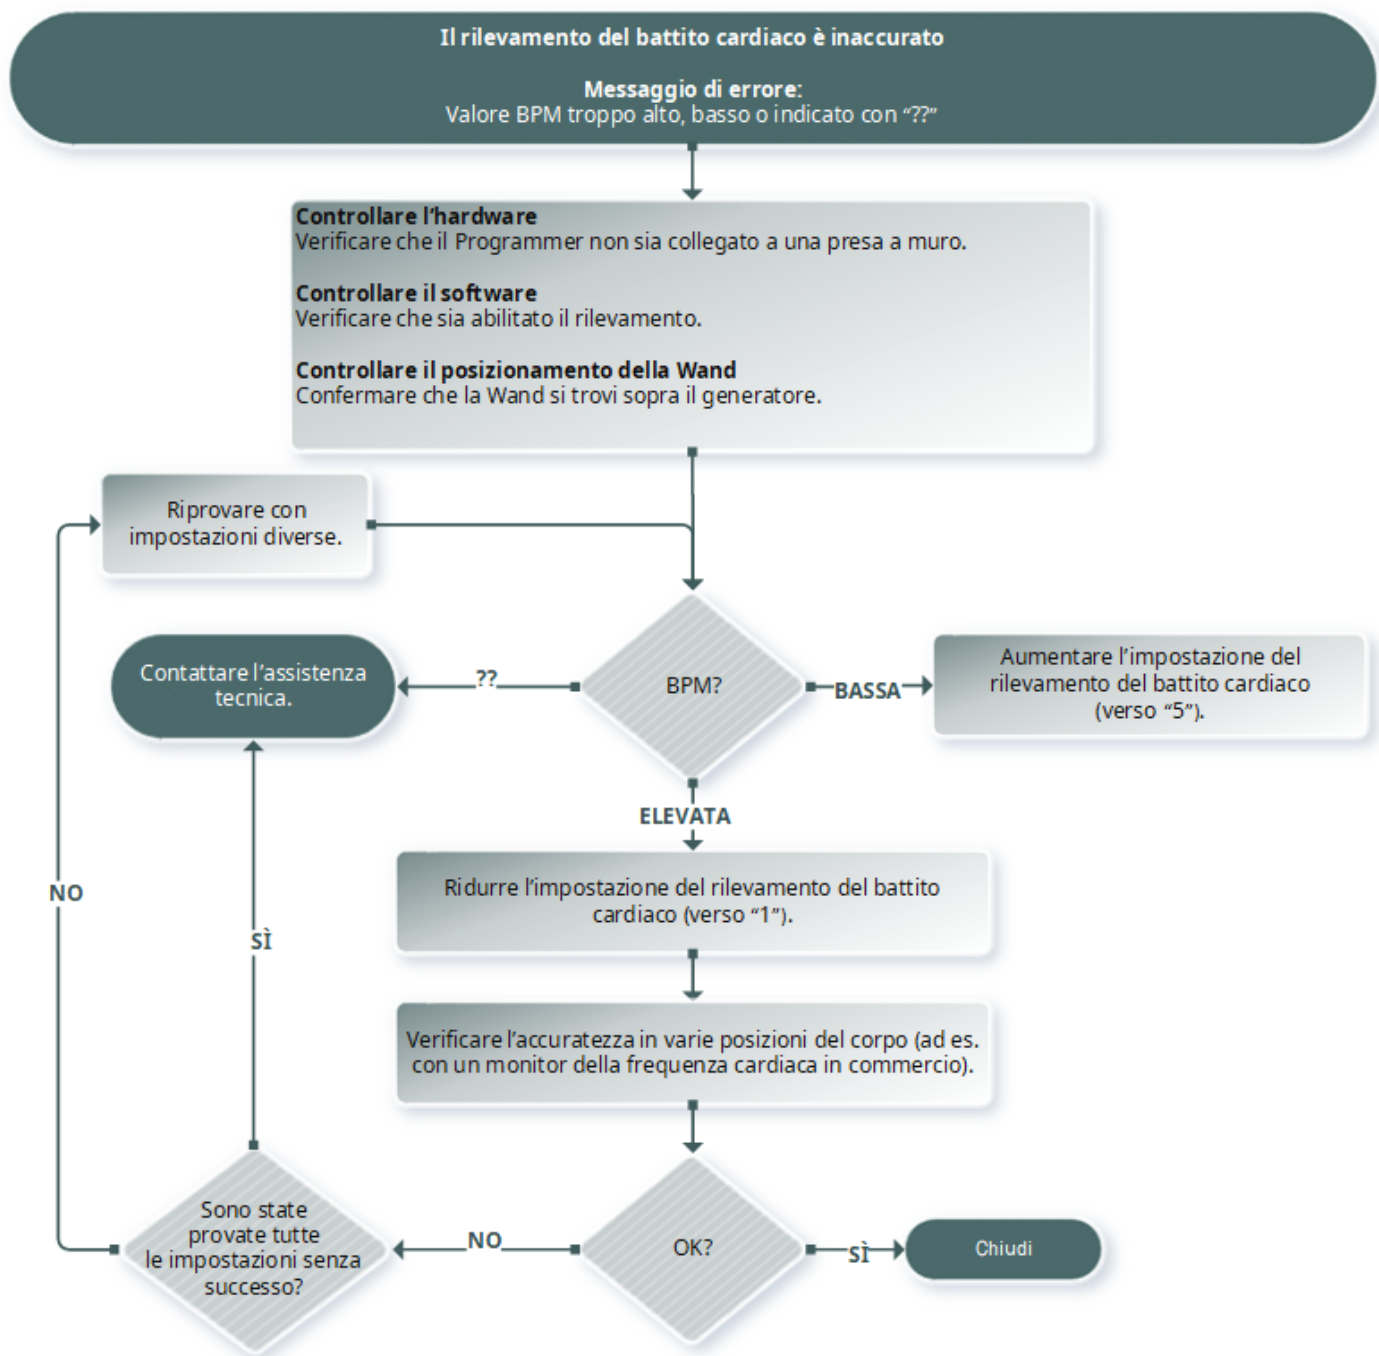 Il rilevamento del battito cardiaco è inaccurato
Messaggio di errore:
Valore BPM troppo alto, basso o indicato con “??”
Controllare l’hardware
Verificare che il Programmer non sia collegato a una presa a muro.
Controllare il software
Verificare che sia abilitato il rilevamento.
Controllare il posizionamento della Wand
Confermare che la Wand si trovi sopra il generatore.
Riprovare con
impostazioni diverse.
Contattare l’assistenza
tecnica.
??
BPM?
BASSA
Aumentare l’impostazione del
rilevamento del battito cardiaco
(verso “5”).
ELEVATA
Ridurre l’impostazione del rilevamento del battito
cardiaco (verso “1”).
NO
SÌ
Verificare l’accuratezza in varie posizioni del corpo (ad es.
con un monitor della frequenza cardiaca in commercio).
Sono state
provate tutte
le impostazioni senza
successo?
NO
OK?
SÌ
Chiudi